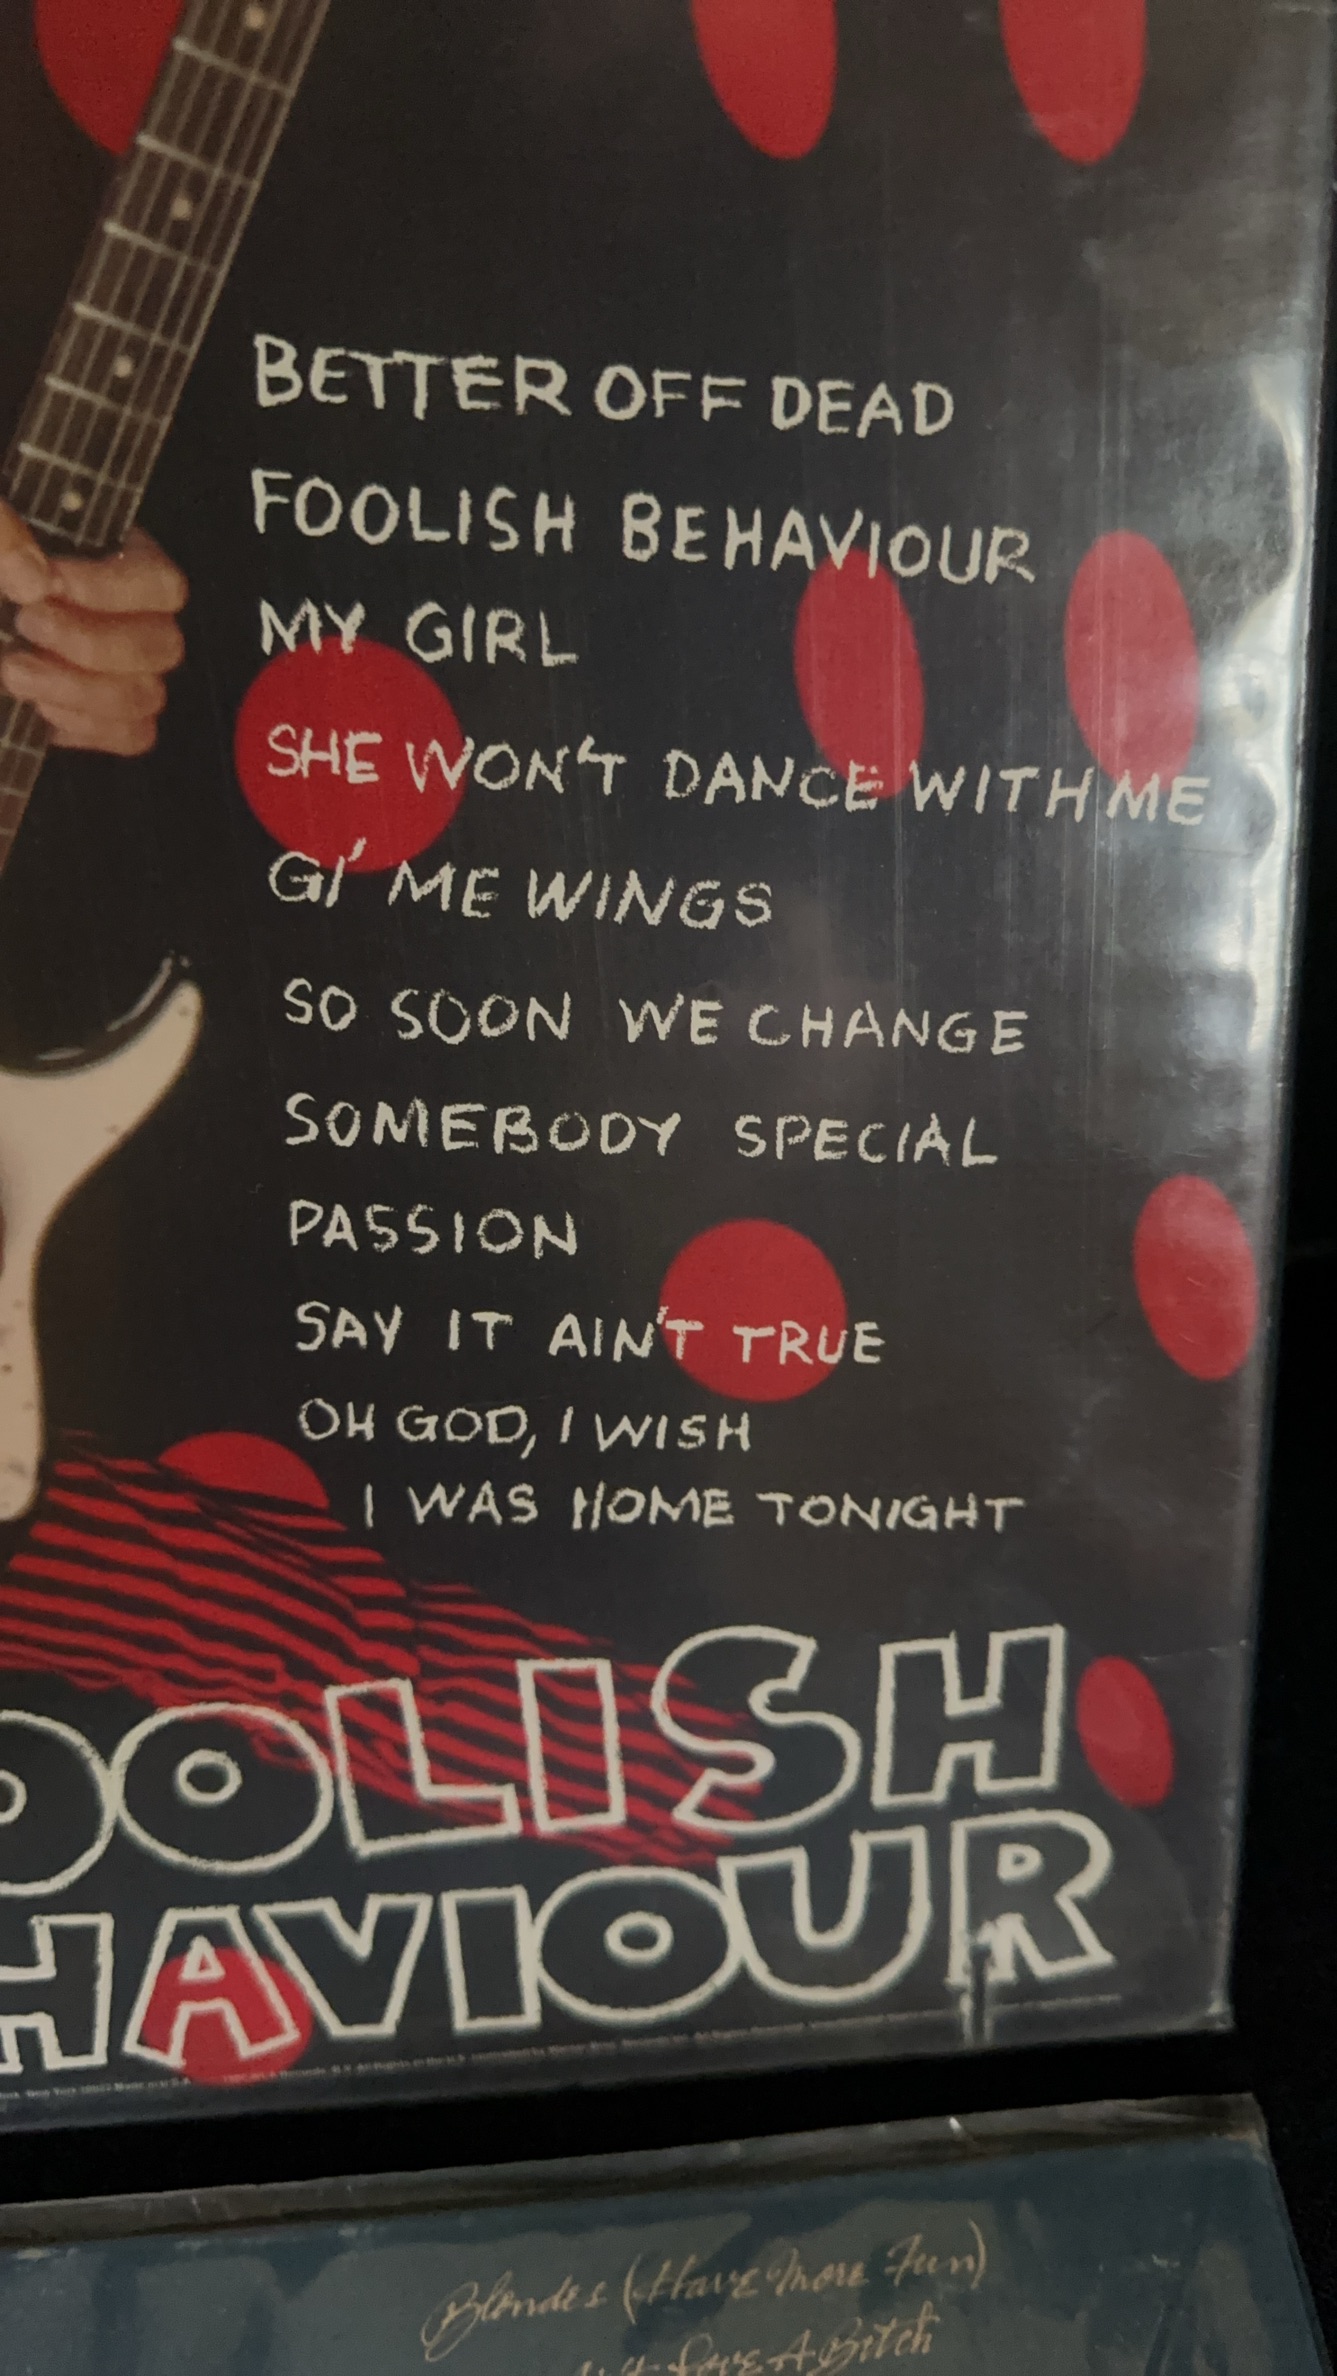 BETTER OFF DEAD
FOOLISH BEHAVIOUR
MY GIRL
SHE WON'T DANCE WITH ME
GI' ME WINGS
SO SOON WE CHANGE
SOMEBODY SPECIAL
PASSION
SAY IT AIN'T TRUE
OH GOD, I WISH
I WAS HOME TONIGHT
OOLISH
HAVIOUR
Blondes (Have More Fun)
Love A Bitch